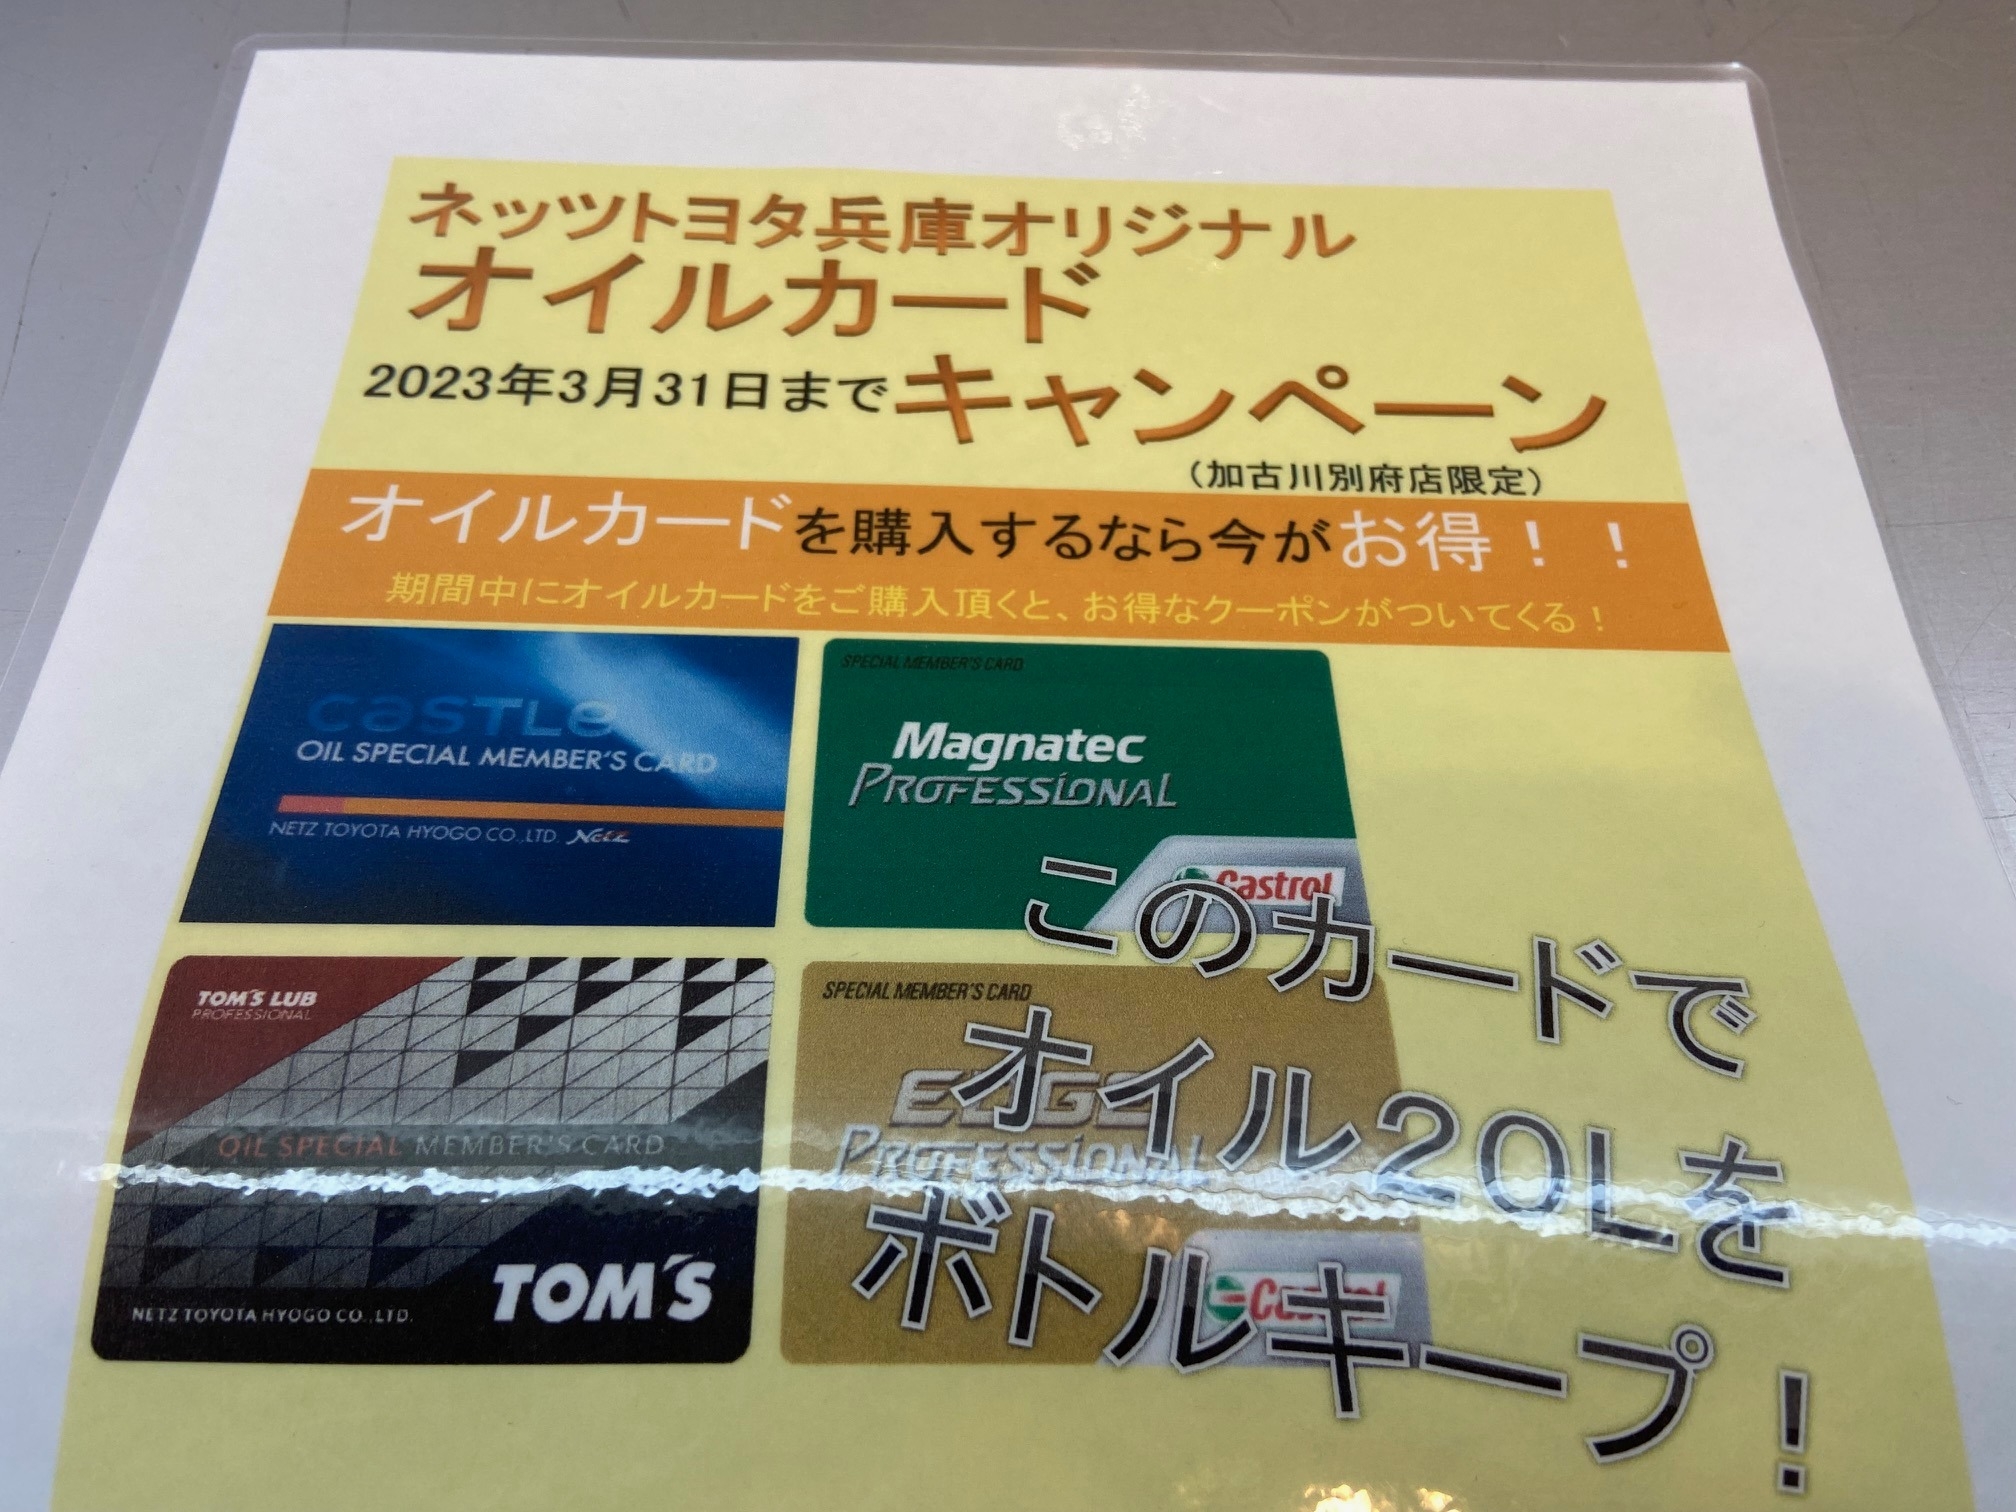 ネッツトヨタ兵庫オリジナル
オイルカード
2023年3月31日まで キャンペーン
(加古川別府店限定)
オイルカードを購入するなら今がお得！！
期間中にオイルカードをご購入頂くと、お得なクーポンがついてくる！
CASTLE
OIL SPECIAL MEMBER'S CARD
NETZ TOYOTA HYOGO CO.,LTD. Netz
SPECIAL MEMBER'S CARD
Magnatec
PROFESSIONAL
Castrol
TOM'S LUB
PROFESSIONAL
OIL SPECIAL MEMBER'S CARD
NETZ TOYOTA HYOGO CO.,LTD.
TOM'S
SPECIAL MEMBER'S CARD
EDGE
PROFESSIONAL
Castrol
このカードで
オイル20Lを
ボトルキープ！